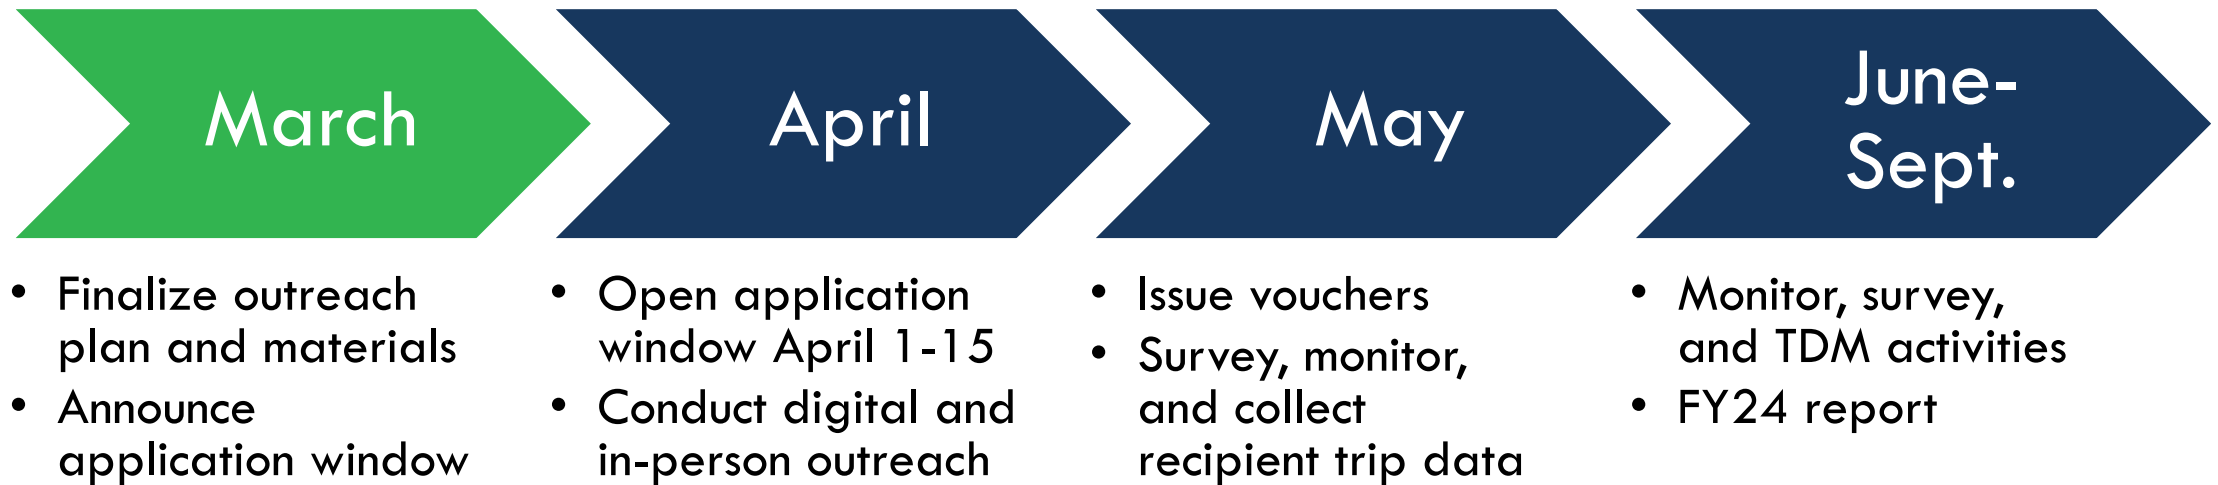 March
• Finalize outreach
plan and materials
• Announce
application window
April
• Open application
window April 1-15
• Conduct digital and
in-person outreach
May
• Issue vouchers
• Survey, monitor,
and collect
recipient trip data
June-
Sept.
• Monitor, survey,
and TDM activities
• FY24 report